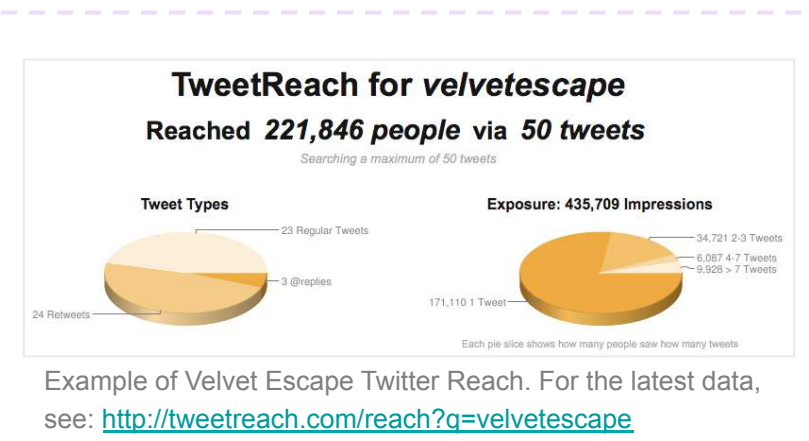 TweetReach for velvetescape
Reached 221,846 people via 50 tweets
Searching a maximum of 50 tweets
Tweet Types
23 Regular Tweets
3 @replies
24 Retweets
Exposure: 435,709 Impressions
34,721 2-3 Tweets
6,087 4-7 Tweets
9,928 > 7 Tweets
171,110 1 Tweet
Each pie slice shows how many people saw how many tweets
Example of Velvet Escape Twitter Reach. For the latest data,
see: http://tweetreach.com/reach?q=velvetescape